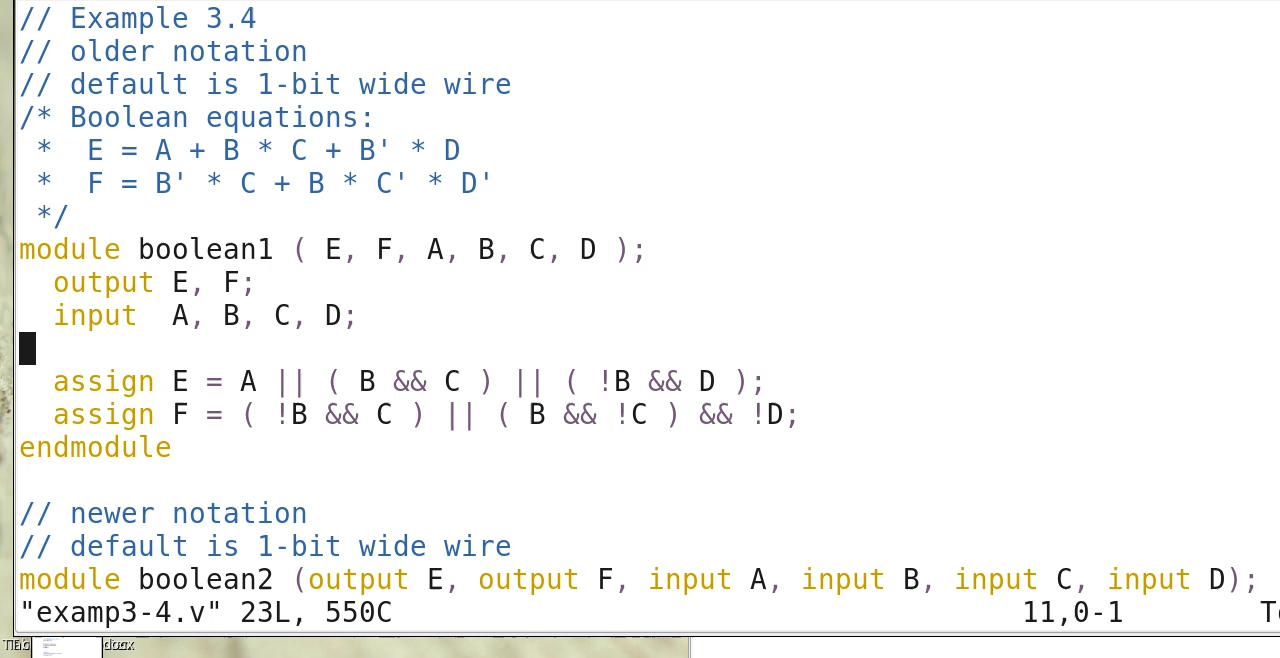 // Example 3.4
// older notation
// default is 1-bit wide wire
/* Boolean equations:
 *  E = A + B * C + B' * D
 *  F = B' * C + B * C' * D'
 */
module boolean1 ( E, F, A, B, C, D );
  output E, F;
  input  A, B, C, D;
  assign E = A || ( B && C ) || ( !B && D );
  assign F = ( !B && C ) || ( B && !C ) && !D;
endmodule
// newer notation
// default is 1-bit wide wire
module boolean2 (output E, output F, input A, input B, input C, input D);
"examp3-4.v" 23L, 550C 11,0-1
docx